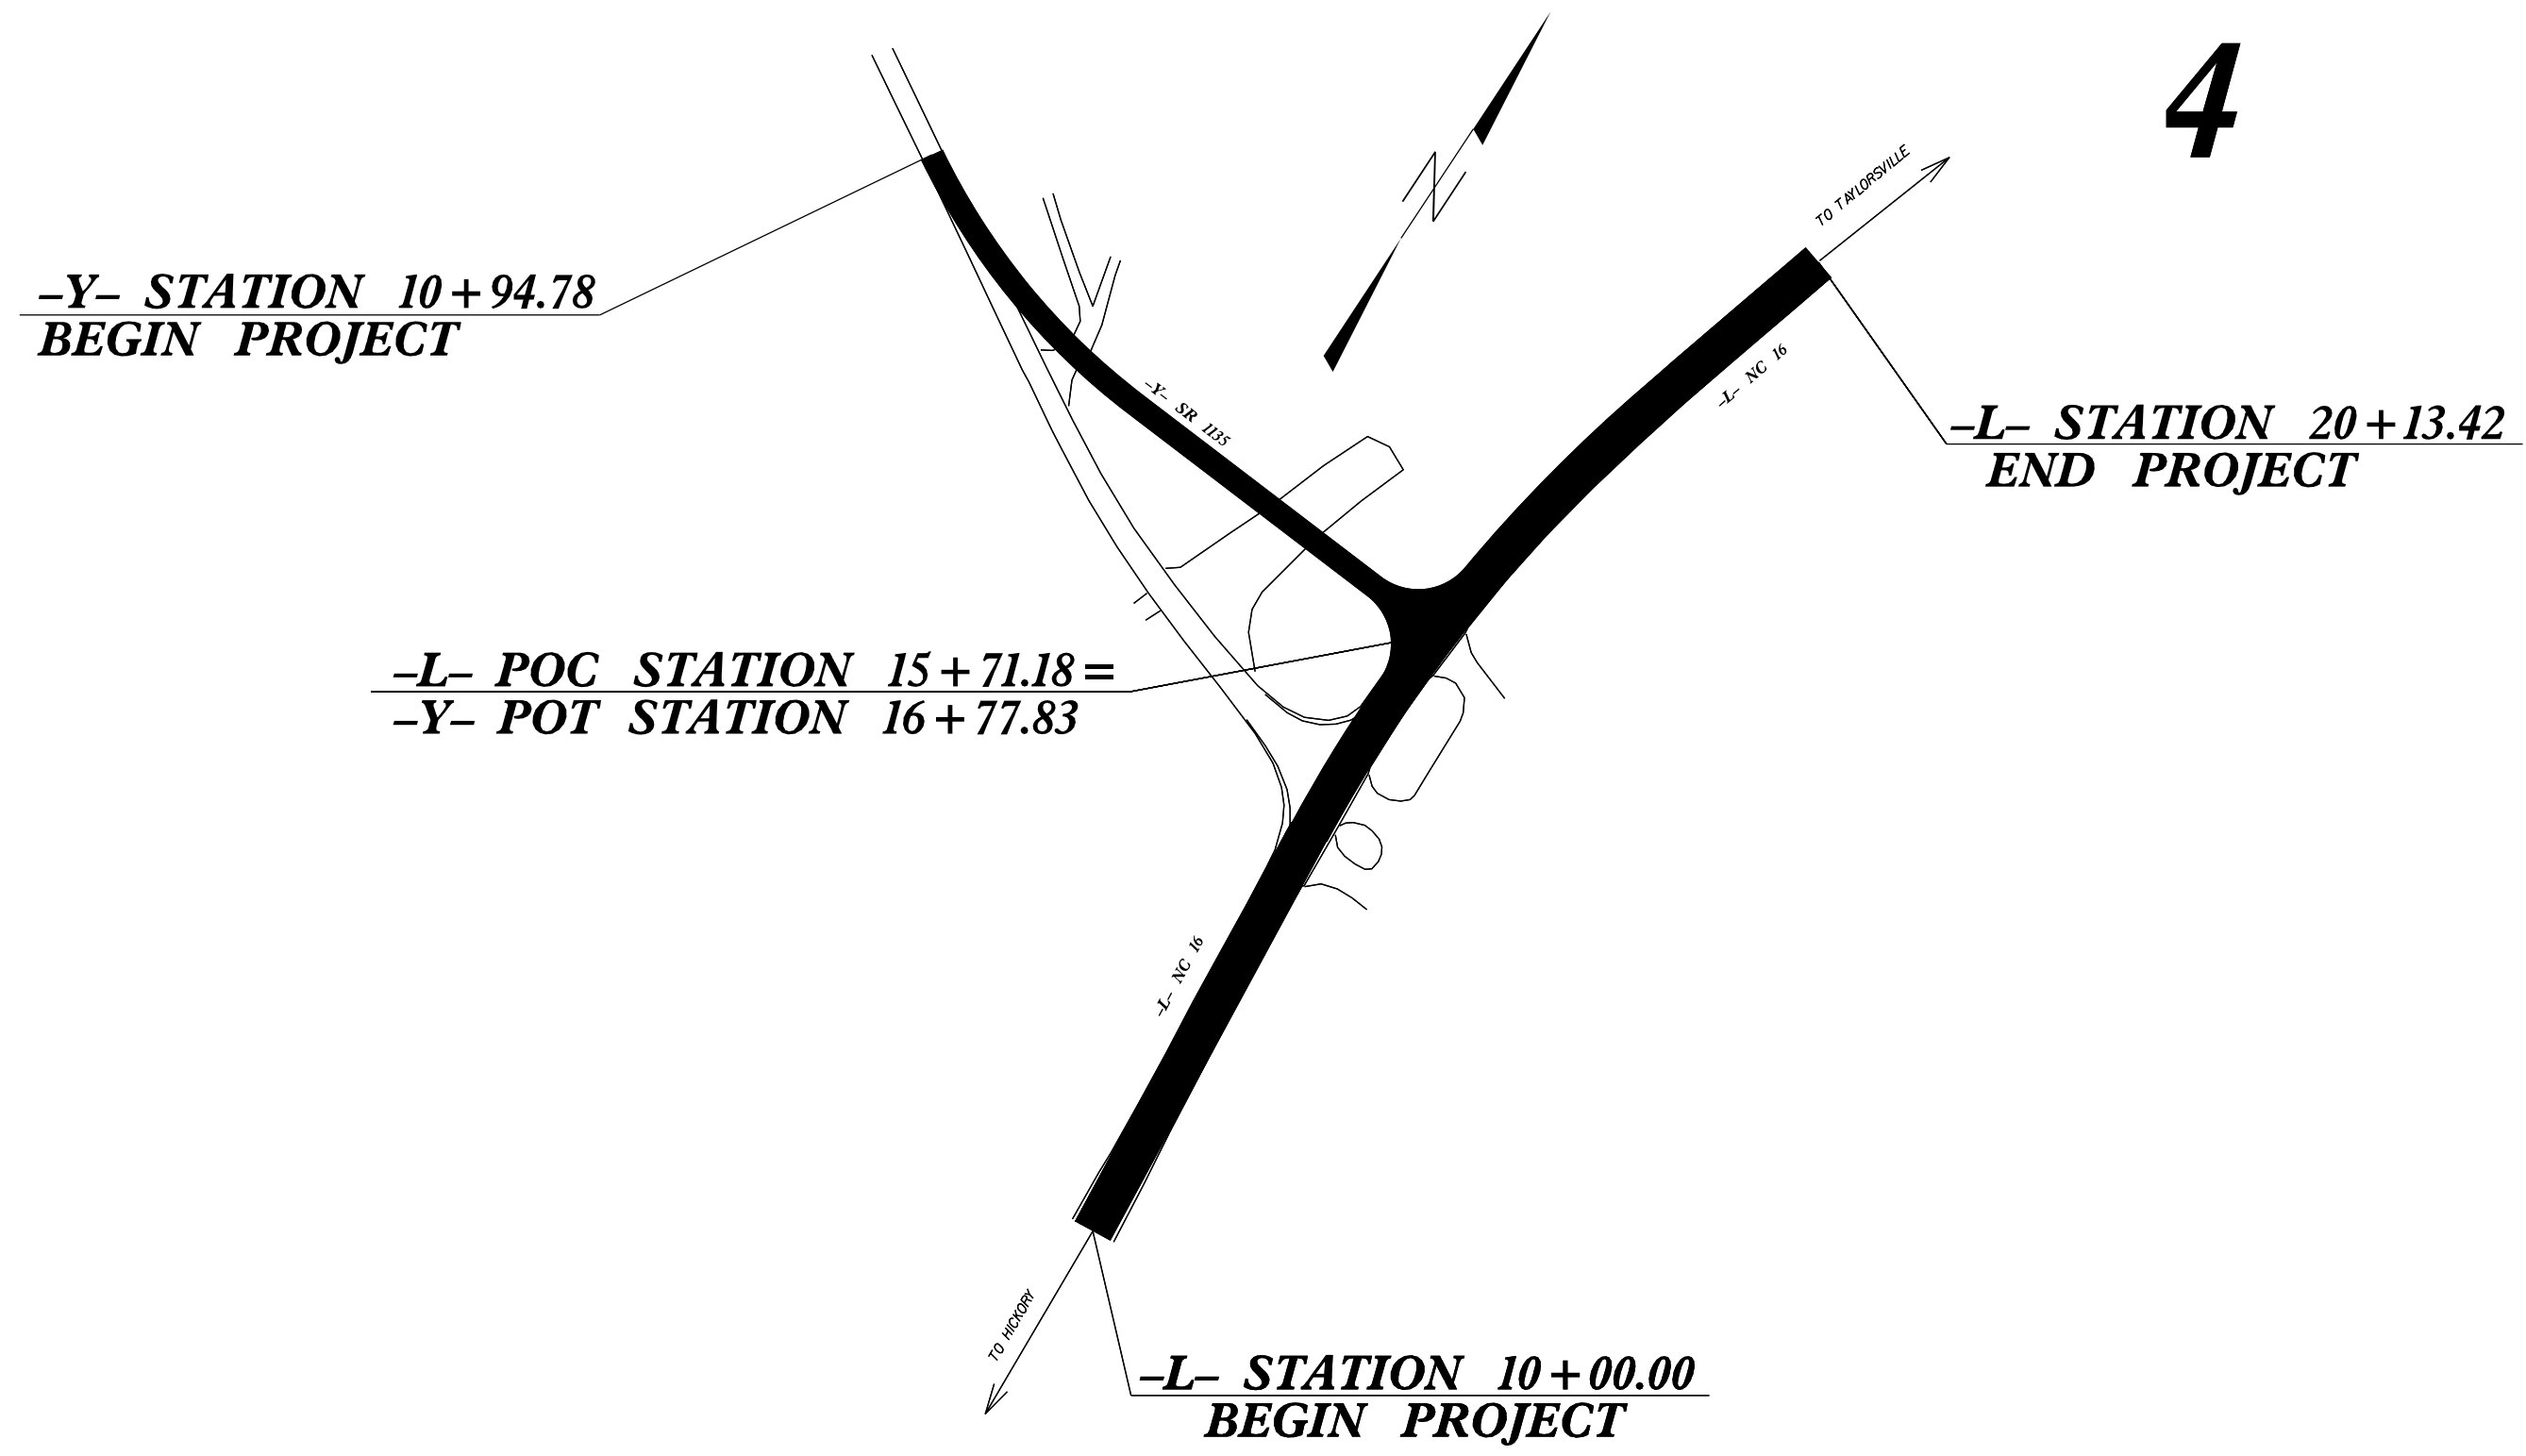 4
TO TAYLORSVILLE
-Y- STATION 10+94.78
BEGIN PROJECT
N
-Y- SR 1135
-L- NC 16
-L- STATION 20+13.42
END PROJECT
-L- POC STATION 15+71.18=
-Y- POT STATION 16+77.83
-L- NC 16
TO HICKORY
-L- STATION 10+00.00
BEGIN PROJECT